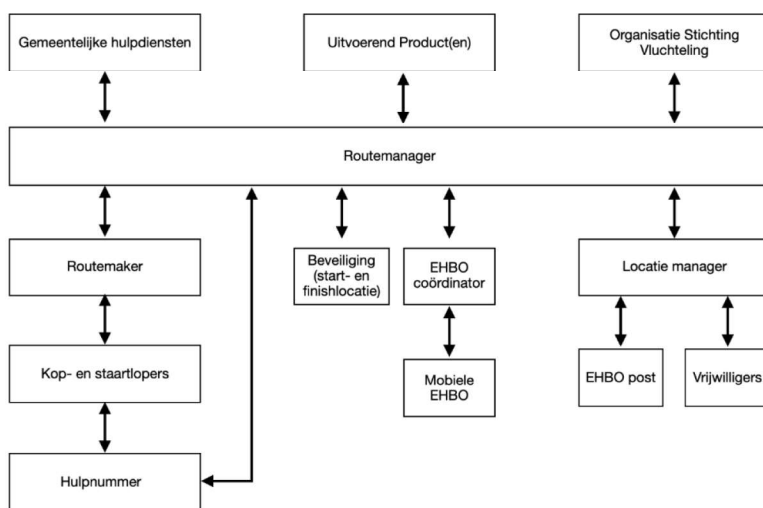 Gemeentelijke hulpdiensten
Uitvoerend Product(en)
Organisatie Stichting
Vluchteling
Routemanager
Routemaker
Beveiliging
(start- en
finishlocatie)
EHBO
coördinator
Locatie manager
Kop- en staartlopers
Mobiele
EHBO
EHBO post
Vrijwilligers
Hulpnummer